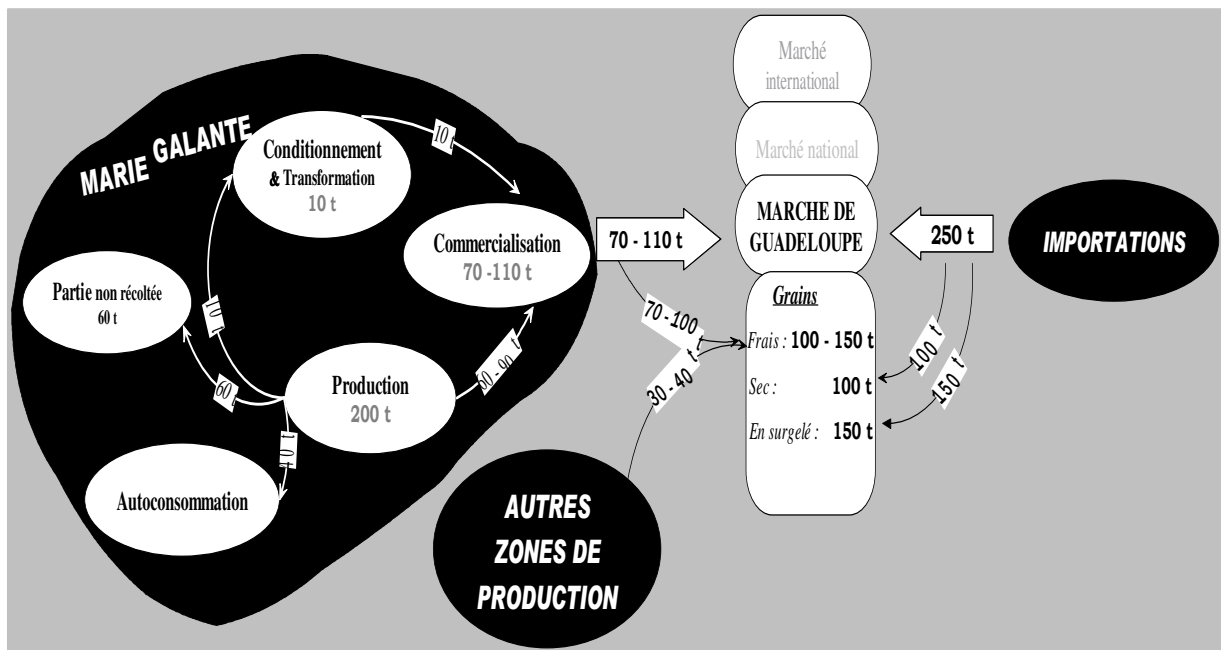 MARIE GALANTE
Conditionnement
& Transformation
10 t
10 t
Commercialisation
70 -110 t
Partie non récoltée
60 t
10 t
60 t
Production
200 t
60 - 90 t
10 t
Autoconsommation
70 - 110 t
Marché
international
Marché national
MARCHE DE
GUADELOUPE
250 t
IMPORTATIONS
Grains
Frais : 100 - 150 t
Sec : 100 t
En surgelé : 150 t
70 - 100 t
30 - 40 t
100 t
150 t
AUTRES
ZONES DE
PRODUCTION